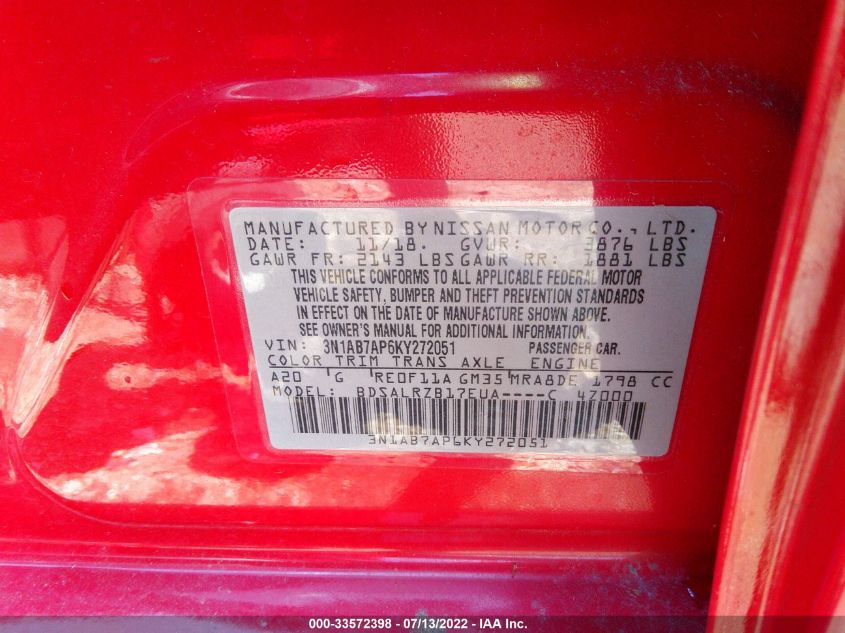 MANUFACTURED BY NISSAN MOTOR CO., LTD.
DATE: 11/18. GVWR: 3876 LBS
GAWR FR: 2143 LBS GAWR RR: 1881 LBS
THIS VEHICLE CONFORMS TO ALL APPLICABLE FEDERAL MOTOR
VEHICLE SAFETY, BUMPER AND THEFT PREVENTION STANDARDS
IN EFFECT ON THE DATE OF MANUFACTURE SHOWN ABOVE.
SEE OWNER'S MANUAL FOR ADDITIONAL INFORMATION.
VIN: 3N1AB7AP6KY272051 PASSENGER CAR.
COLOR TRIM TRANS AXLE ENGINE
A20 G RE0F11A GM35 MRA8DE 1798 CC
MODEL: BDSALRZB17EUA----C 47000
3N1AB7AP6KY272051
000-33572398 - 07/13/2022 - IAA Inc.